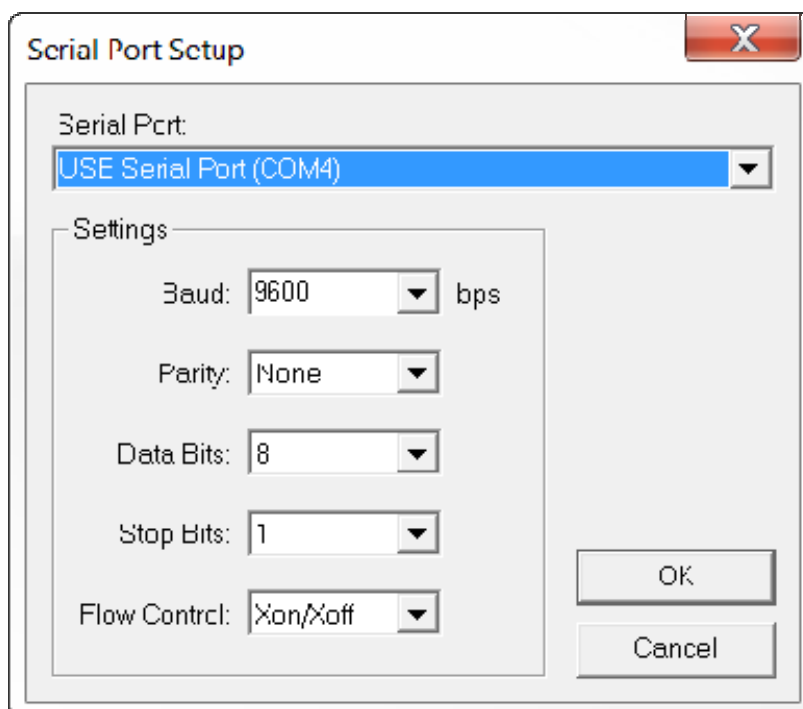 Serial Port Setup
X
Serial Port:
USB Serial Port (COM4)
Settings
Baud: 9600 bps
Parity: None
Data Bits: 8
Stop Bits: 1
Flow Control: Xon/Xoff
OK
Cancel